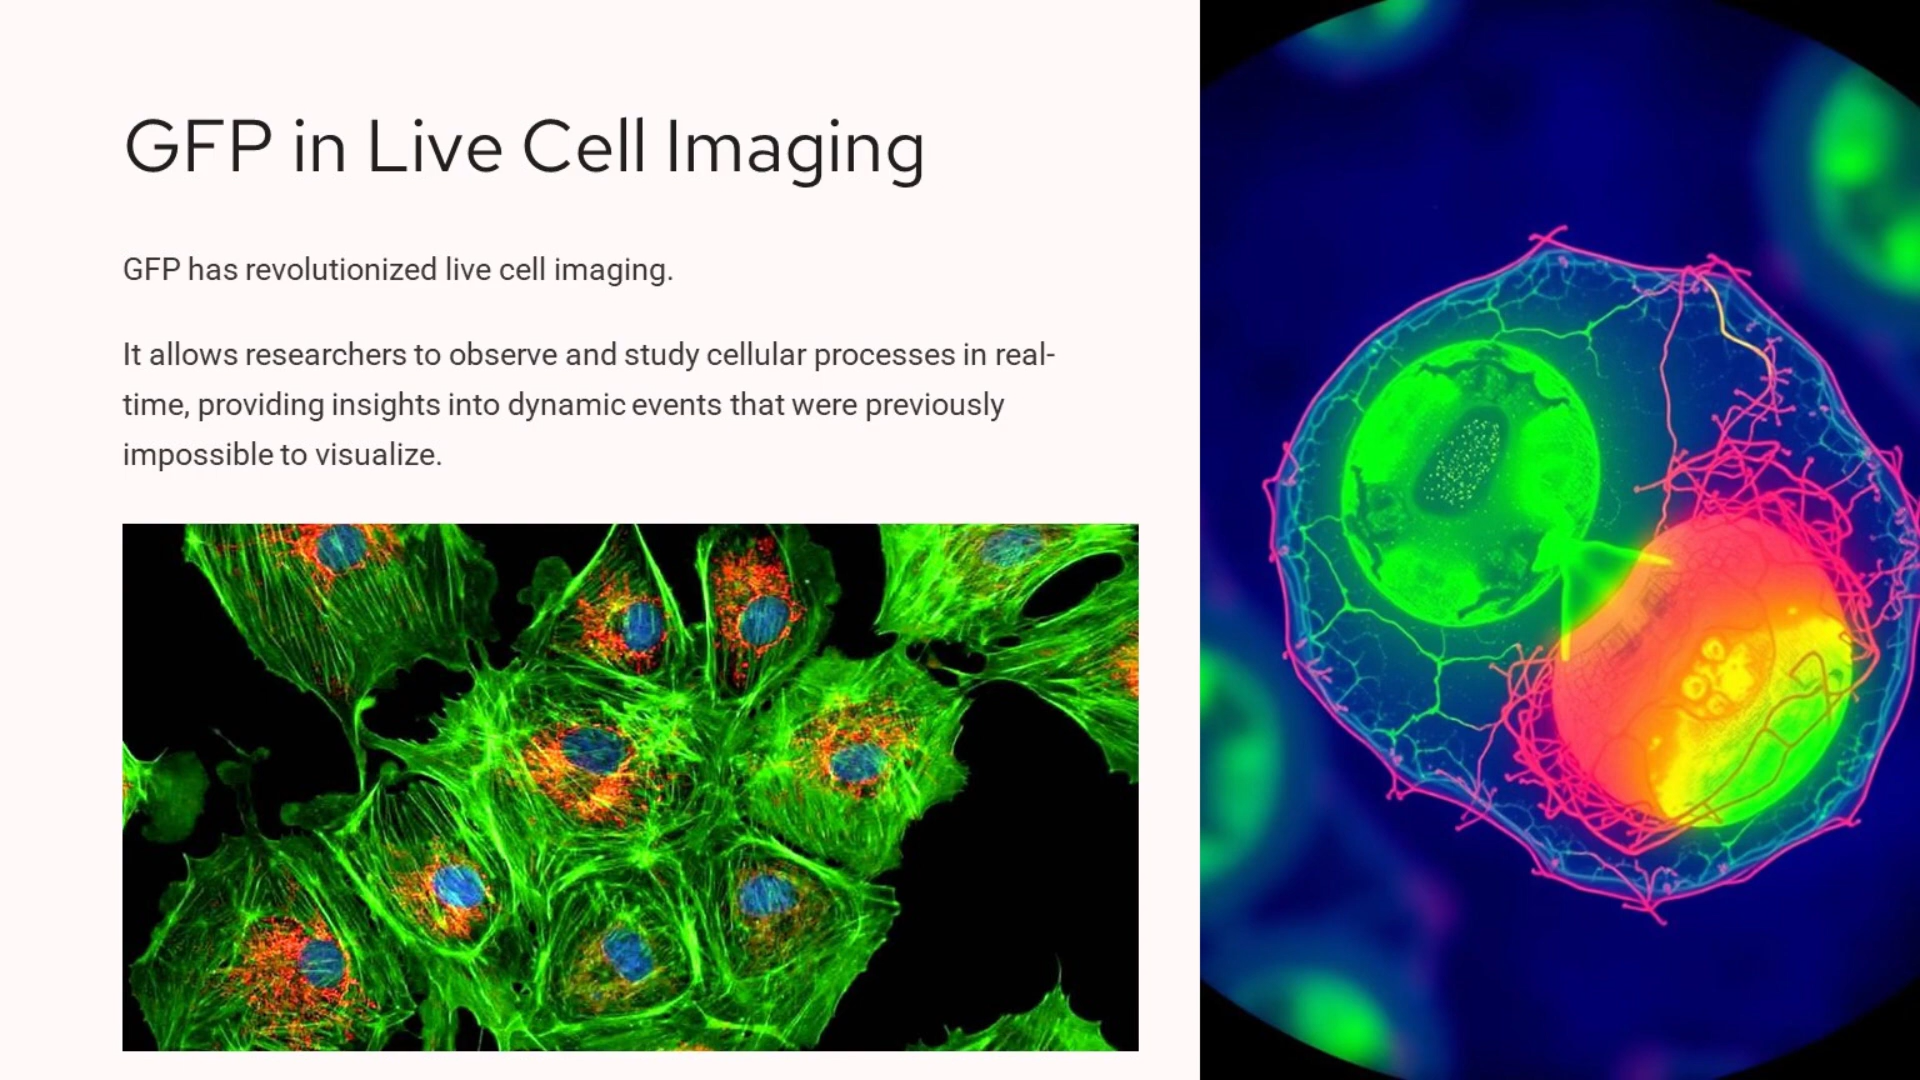 GFP in Live Cell Imaging
GFP has revolutionized live cell imaging.
It allows researchers to observe and study cellular processes in real-
time, providing insights into dynamic events that were previously
impossible to visualize.